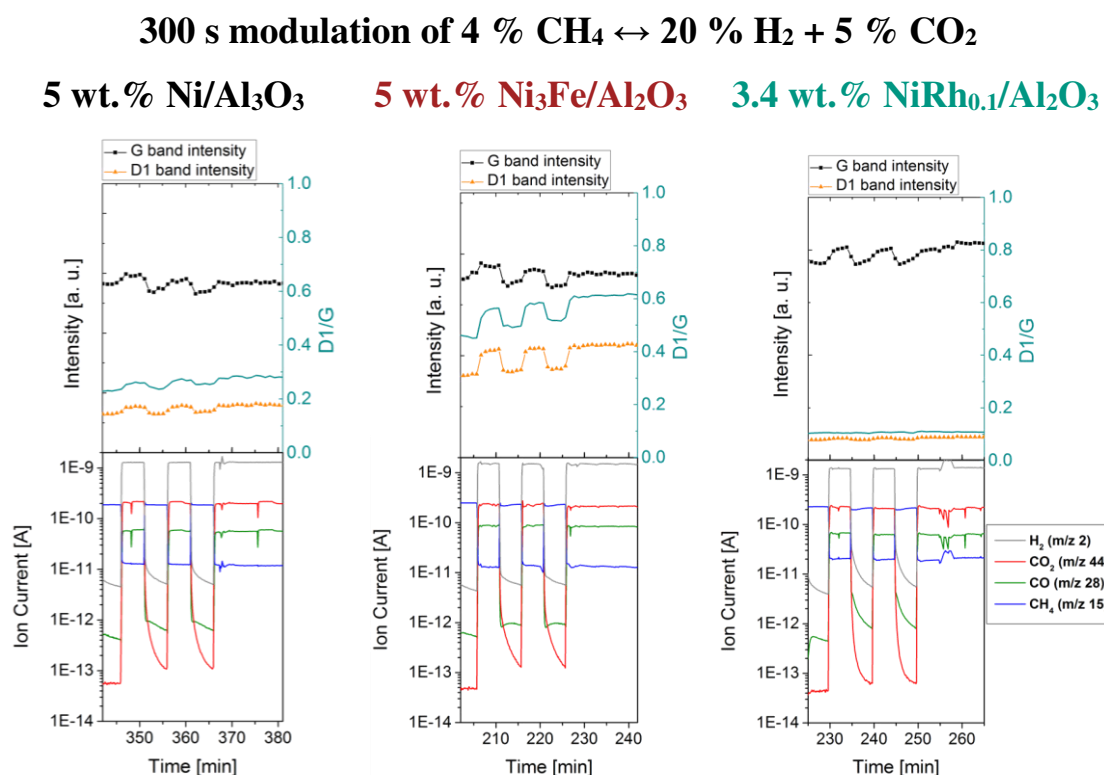 300 s modulation of 4 % CH₄ ↔ 20 % H₂ + 5 % CO₂
5 wt.% Ni/Al₃O₃
5 wt.% Ni₃Fe/Al₂O₃
3.4 wt.% NiRh₀.₁/Al₂O₃
G band intensity
D1 band intensity
Intensity [a. u.]
1.0
0.8
0.6
0.4
0.2
0.0
D1/G
1E-9
1E-10
1E-11
1E-12
1E-13
1E-14
Ion Current [A]
350
360
370
380
Time [min]
G band intensity
D1 band intensity
Intensity [a. u.]
1.0
0.8
0.6
0.4
0.2
0.0
D1/G
1E-9
1E-10
1E-11
1E-12
1E-13
1E-14
Ion Current [A]
210
220
230
240
Time [min]
G band intensity
D1 band intensity
Intensity [a. u.]
1.0
0.8
0.6
0.4
0.2
0.0
D1/G
1E-9
1E-10
1E-11
1E-12
1E-13
1E-14
Ion Current [A]
230
240
250
260
Time [min]
H₂ (m/z 2)
CO₂ (m/z 44
CO (m/z 28)
CH₄ (m/z 15